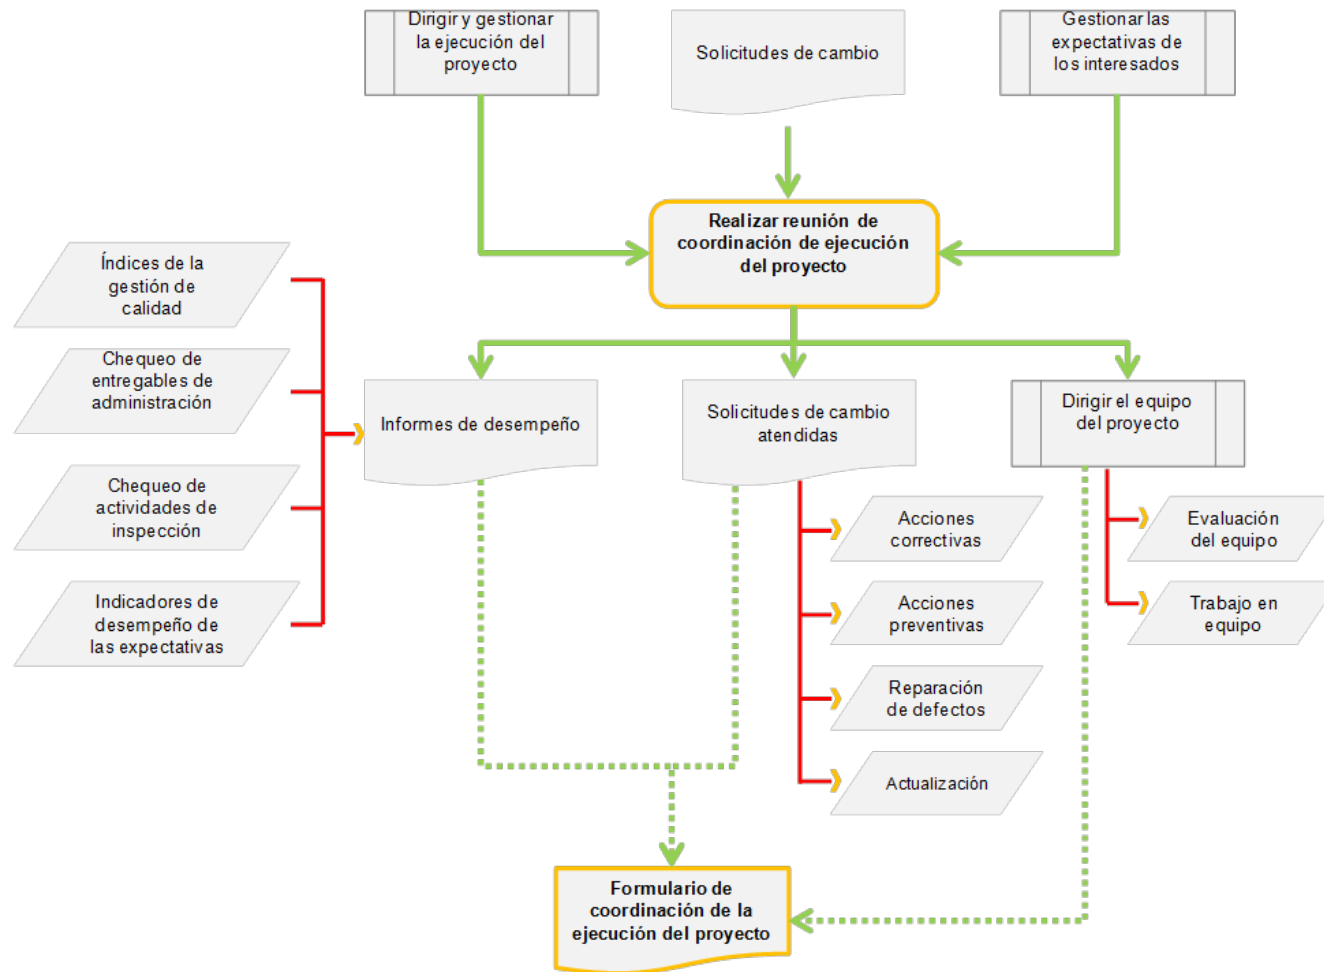 Dirigir y gestionar
la ejecución del
proyecto
Solicitudes de cambio
Gestionar las
expectativas de
los interesados
Realizar reunión de
coordinación de ejecución
del proyecto
Índices de la
gestión de
calidad
Chequeo de
entregables de
administración
Chequeo de
actividades de
inspección
Indicadores de
desempeño de
las expectativas
Informes de desempeño
Solicitudes de cambio
atendidas
Dirigir el equipo
del proyecto
Acciones
correctivas
Acciones
preventivas
Reparación
de defectos
Actualización
Evaluación
del equipo
Trabajo en
equipo
Formulario de
coordinación de la
ejecución del proyecto